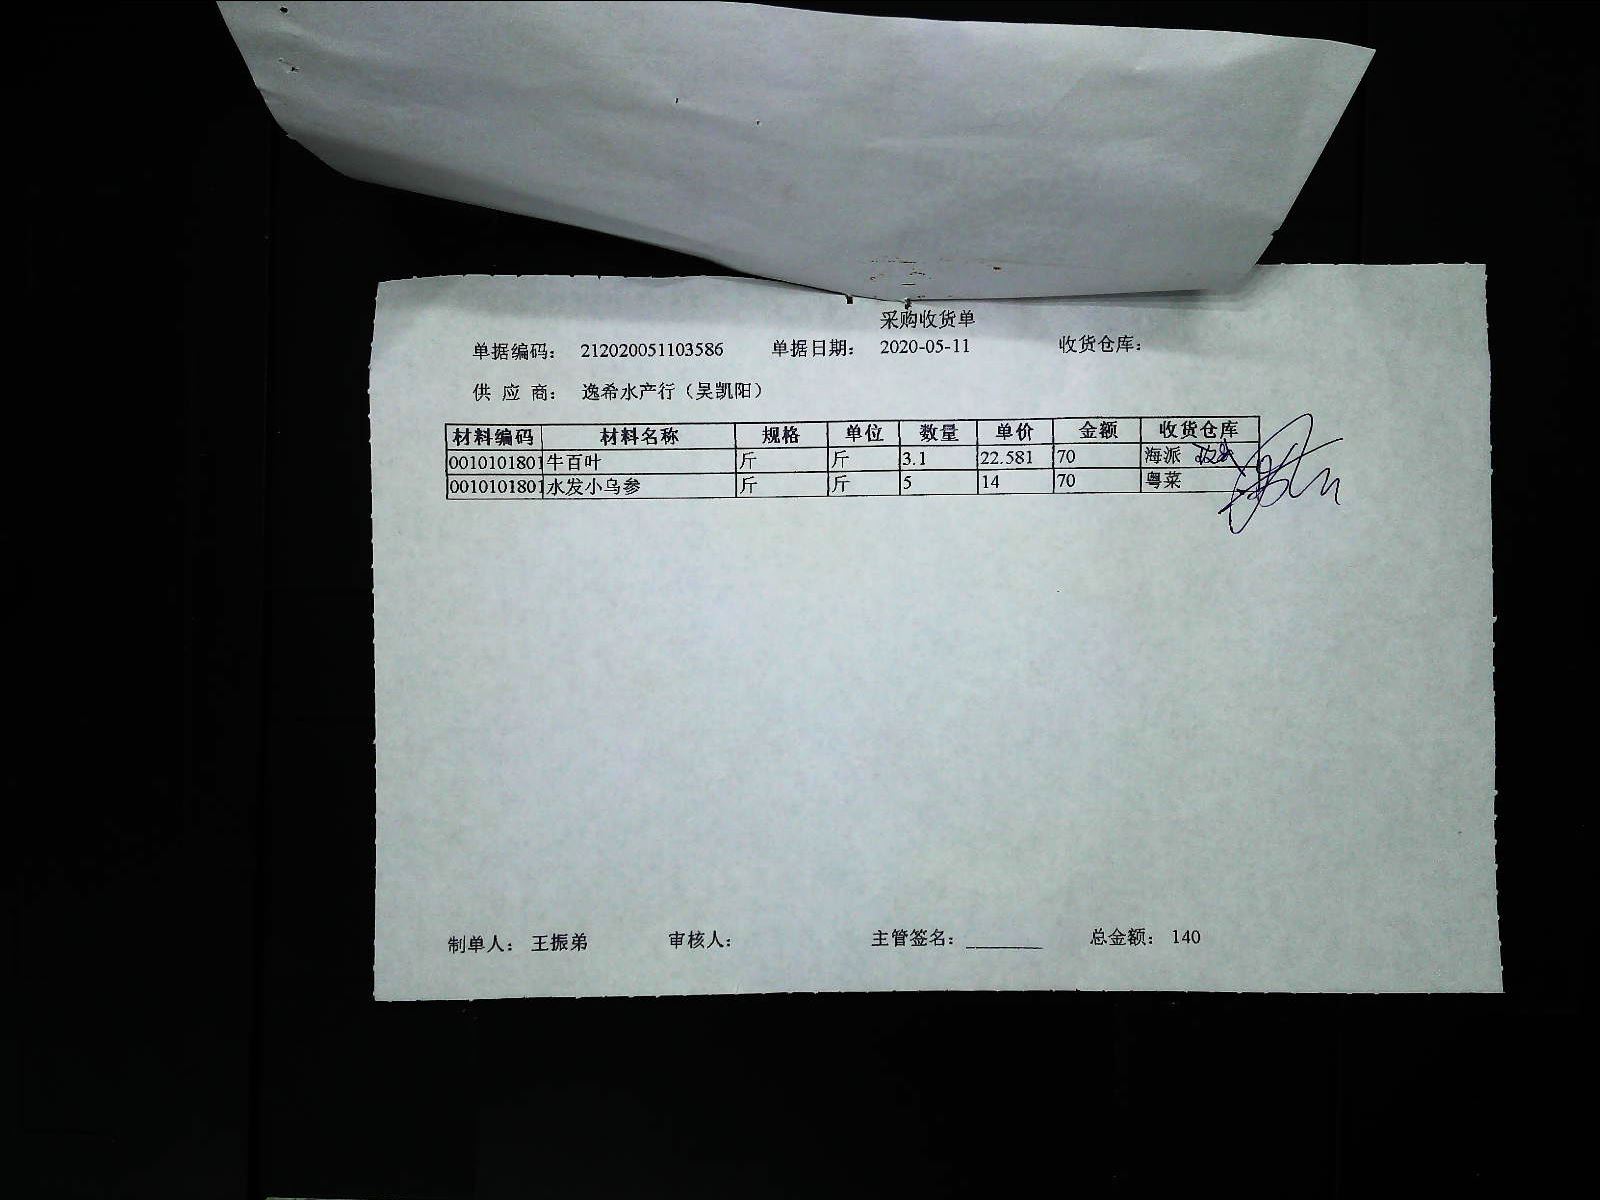 采购收货单
单据编码： 212020051103586 单据日期： 2020-05-11 收货仓库：
供 应 商： 逸希水产行（吴凯阳）
材料编码 材料名称 规格 单位 数量 单价 金额 收货仓库
0010101801 牛百叶 斤 斤 3.1 22.581 70 海派
0010101801 水发小乌参 斤 斤 5 14 70 粤菜
制单人： 王振弟 审核人： 主管签名：________ 总金额： 140